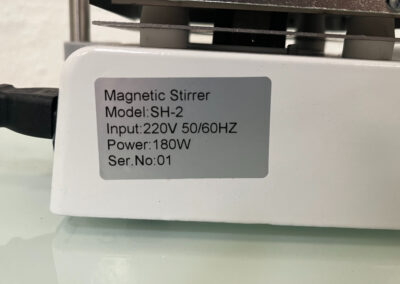 Magnetic Stirrer
Model:SH-2
Input:220V 50/60HZ
Power:180W
Ser.No:01